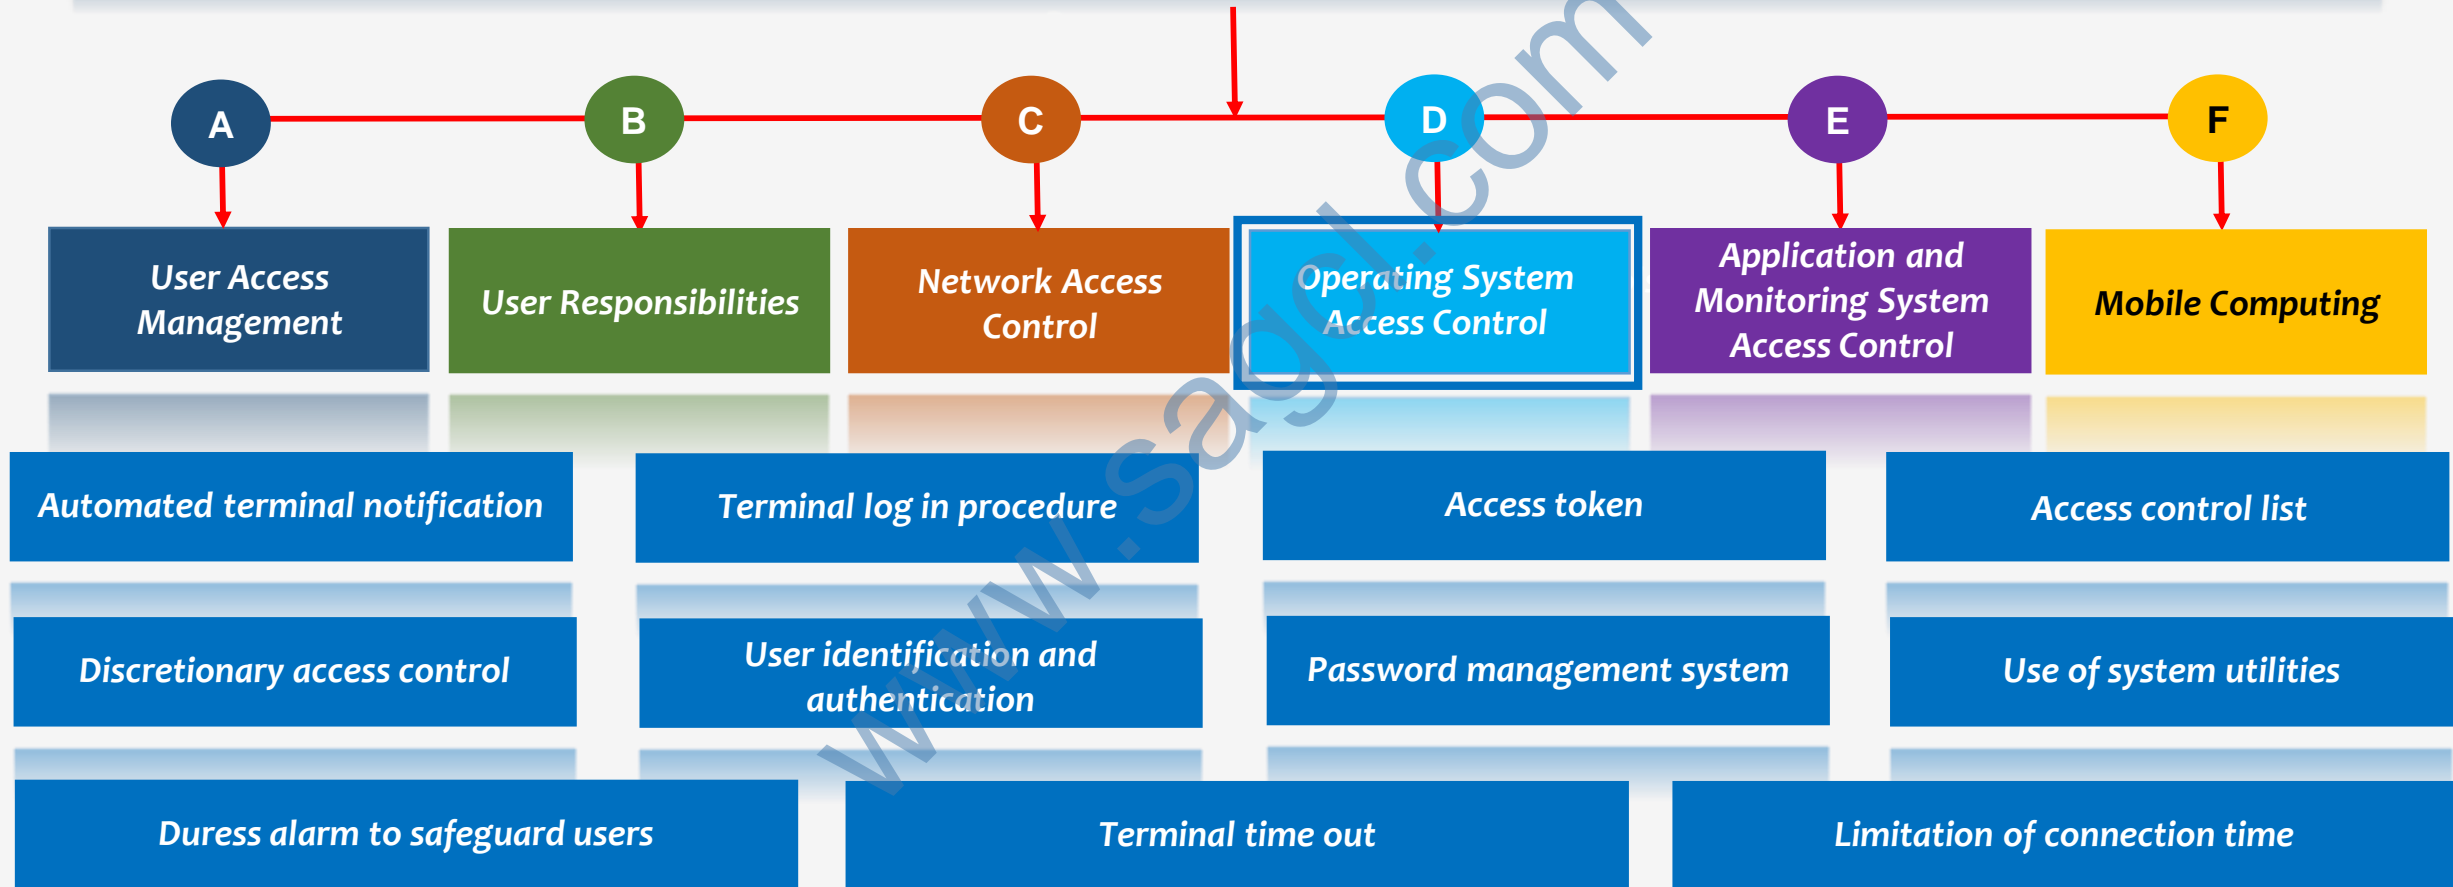 A
B
C
D
E
F
User Access
Management
User Responsibilities
Network Access
Control
Operating System
Access Control
Application and
Monitoring System
Access Control
Mobile Computing
Automated terminal notification
Terminal log in procedure
Access token
Access control list
Discretionary access control
User identification and
authentication
Password management system
Use of system utilities
Duress alarm to safeguard users
Terminal time out
Limitation of connection time
www.sagcl.com